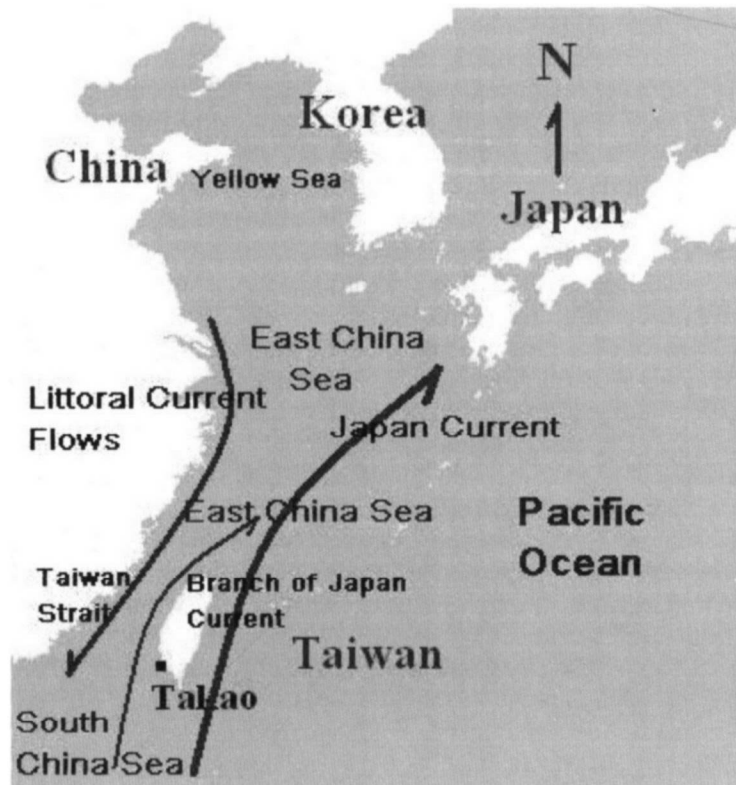 N
Korea
China
Yellow Sea
Japan
East China
Sea
Littoral Current
Flows
Japan Current
East China Sea
Pacific
Ocean
Taiwan
Strait
Branch of Japan
Current
Taiwan
Takao
South
China Sea